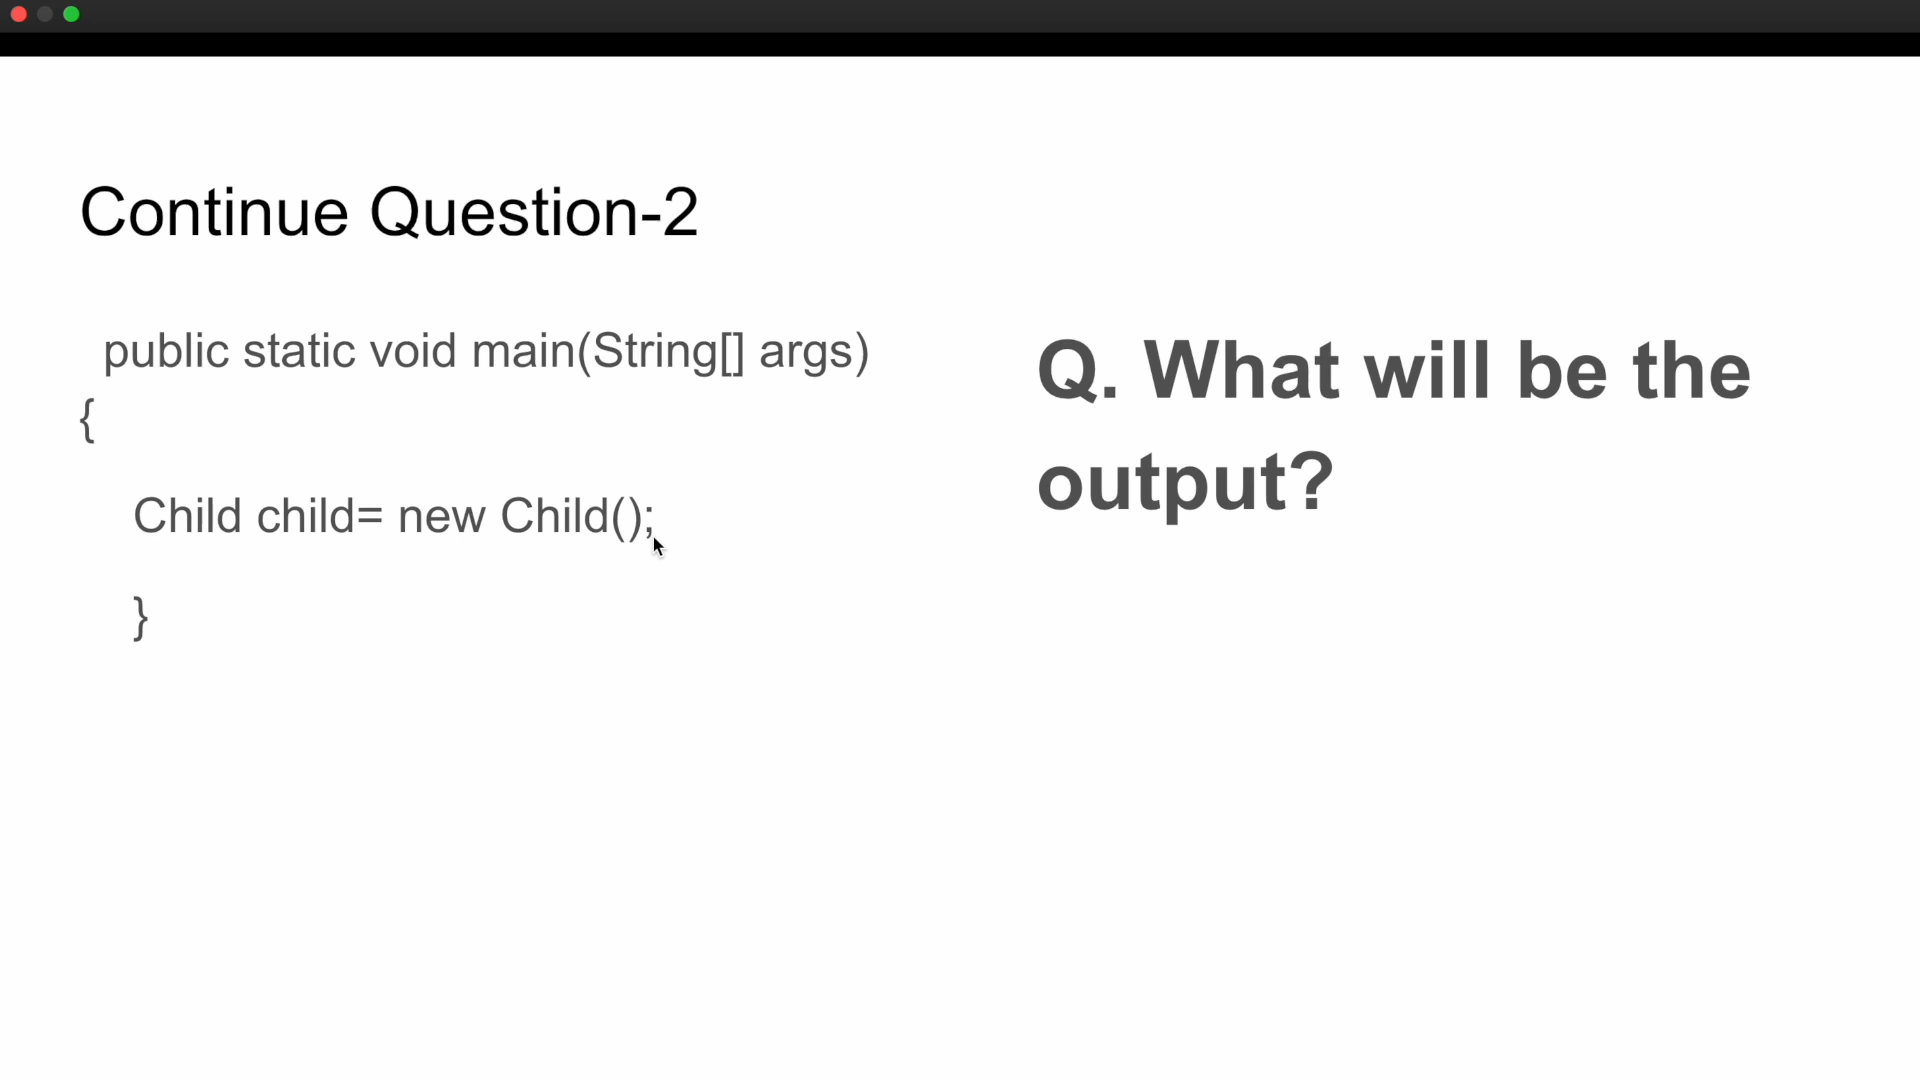 Continue Question-2
public static void main(String[] args)
{
Child child= new Child();
}
Q. What will be the
output?